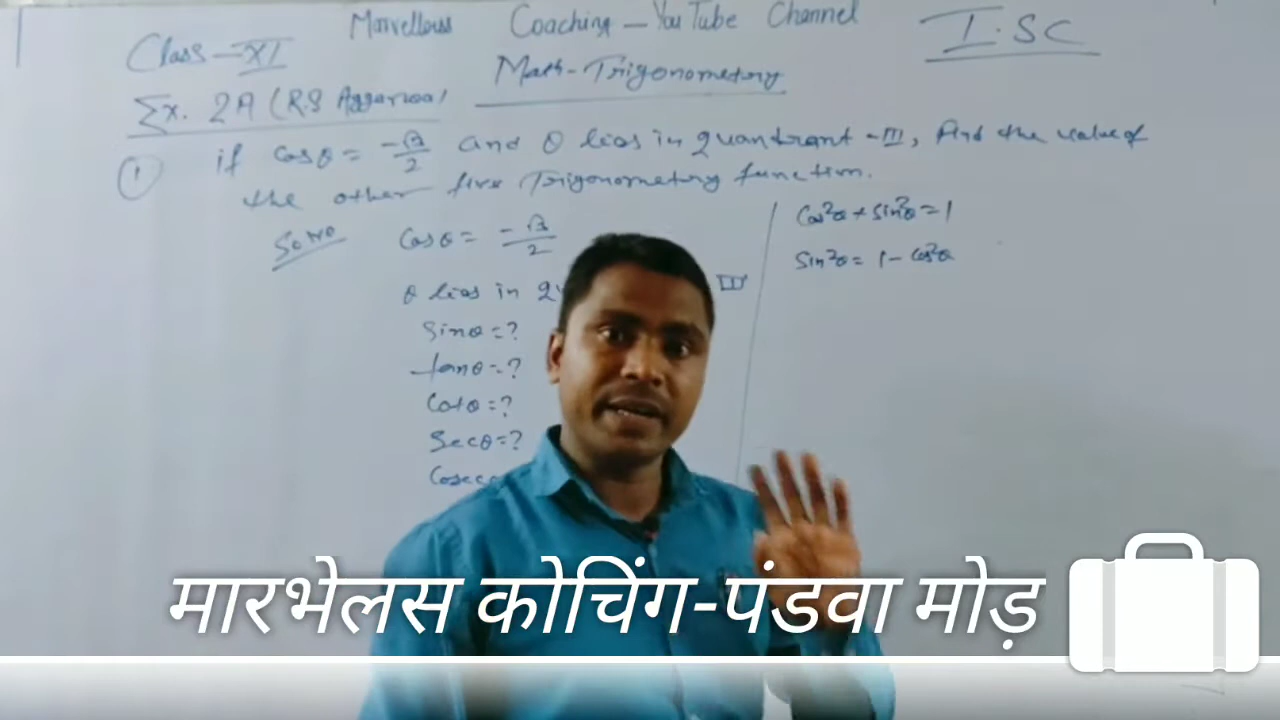 Marvellous Coaching - YouTube Channel
Class - XI
I.SC
Math - Trigonometry
Ex. 2A (R.S Aggarwal
① if cosθ = -√3/2 and θ lies in quandrant - III, find the value of
the other five Trigonometry function.
Cosθ = -√3/2
θ lies in III
Sinθ = ?
tanθ = ?
Cotθ = ?
Secθ = ?
Cosec
Cos²θ + Sin²θ = 1
Sin²θ = 1 - Cos²θ
मारभेलस कोचिंग-पंडवा मोड़